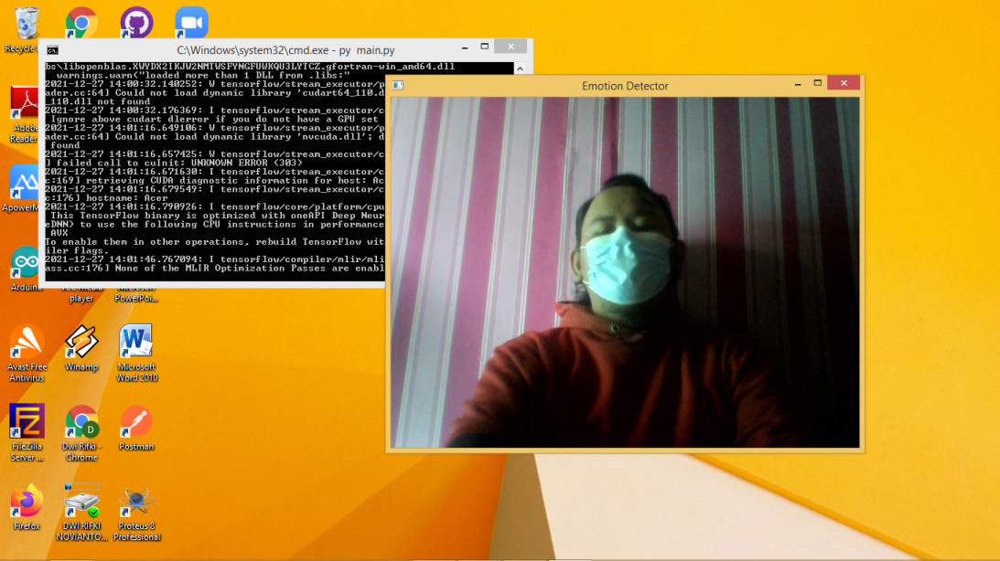 Recycle
C:\Windows\system32\cmd.exe - py main.py
bs\libopenblas.XWYDX2IKJW2NMTWSFYNGFUWKQU3LYTCZ.gfortran-win_amd64.dll
warnings.warn("loaded more than 1 DLL from .libs:"
2021-12-27 14:00:32.140252: W tensorflow/stream_executor/p
ader.cc:64] Could not load dynamic library 'cudart64_110.d
_110.dll not found
2021-12-27 14:00:32.176369: I tensorflow/stream_executor/c
Ignore above cudart dlerror if you do not have a GPU set
2021-12-27 14:01:16.649106: W tensorflow/stream_executor/p
ader.cc:64] Could not load dynamic library 'nvcuda.dll'; d
found
2021-12-27 14:01:16.657425: W tensorflow/stream_executor/c
] failed call to cuInit: UNKNOWN ERROR (303)
2021-12-27 14:01:16.671630: I tensorflow/stream_executor/c
c:169] retrieving CUDA diagnostic information for host: Ac
2021-12-27 14:01:16.679549: I tensorflow/stream_executor/c
c:176] hostname: Acer
2021-12-27 14:01:16.790926: I tensorflow/core/platform/cpu
This TensorFlow binary is optimized with oneAPI Deep Neur
eDNN) to use the following CPU instructions in performance
AVX
To enable them in other operations, rebuild TensorFlow wit
iler flags.
2021-12-27 14:01:46.767094: I tensorflow/compiler/mlir/mli
ass.cc:176] None of the MLIR Optimization Passes are enabl
Emotion Detector
Adobe
Reader
ApowerM
Arduino
player
Microsoft
PowerPoi...
Avast Free
Antivirus
Winamp
Microsoft
Word 2010
FileZilla
Server ...
Dwi Rifki -
Chrome
Postman
Firefox
DWI RIFKI
NOVIANTO...
Proteus 8
Professional